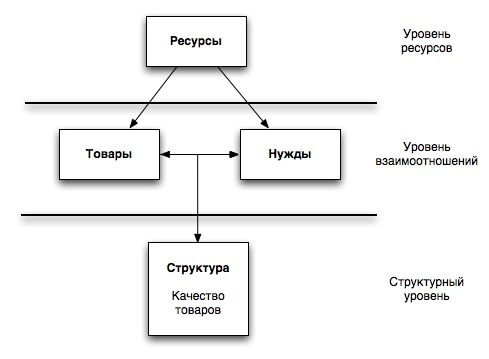 Ресурсы
Уровень
ресурсов
Товары
Нужды
Уровень
взаимоотношений
Структура
Качество
товаров
Структурный
уровень